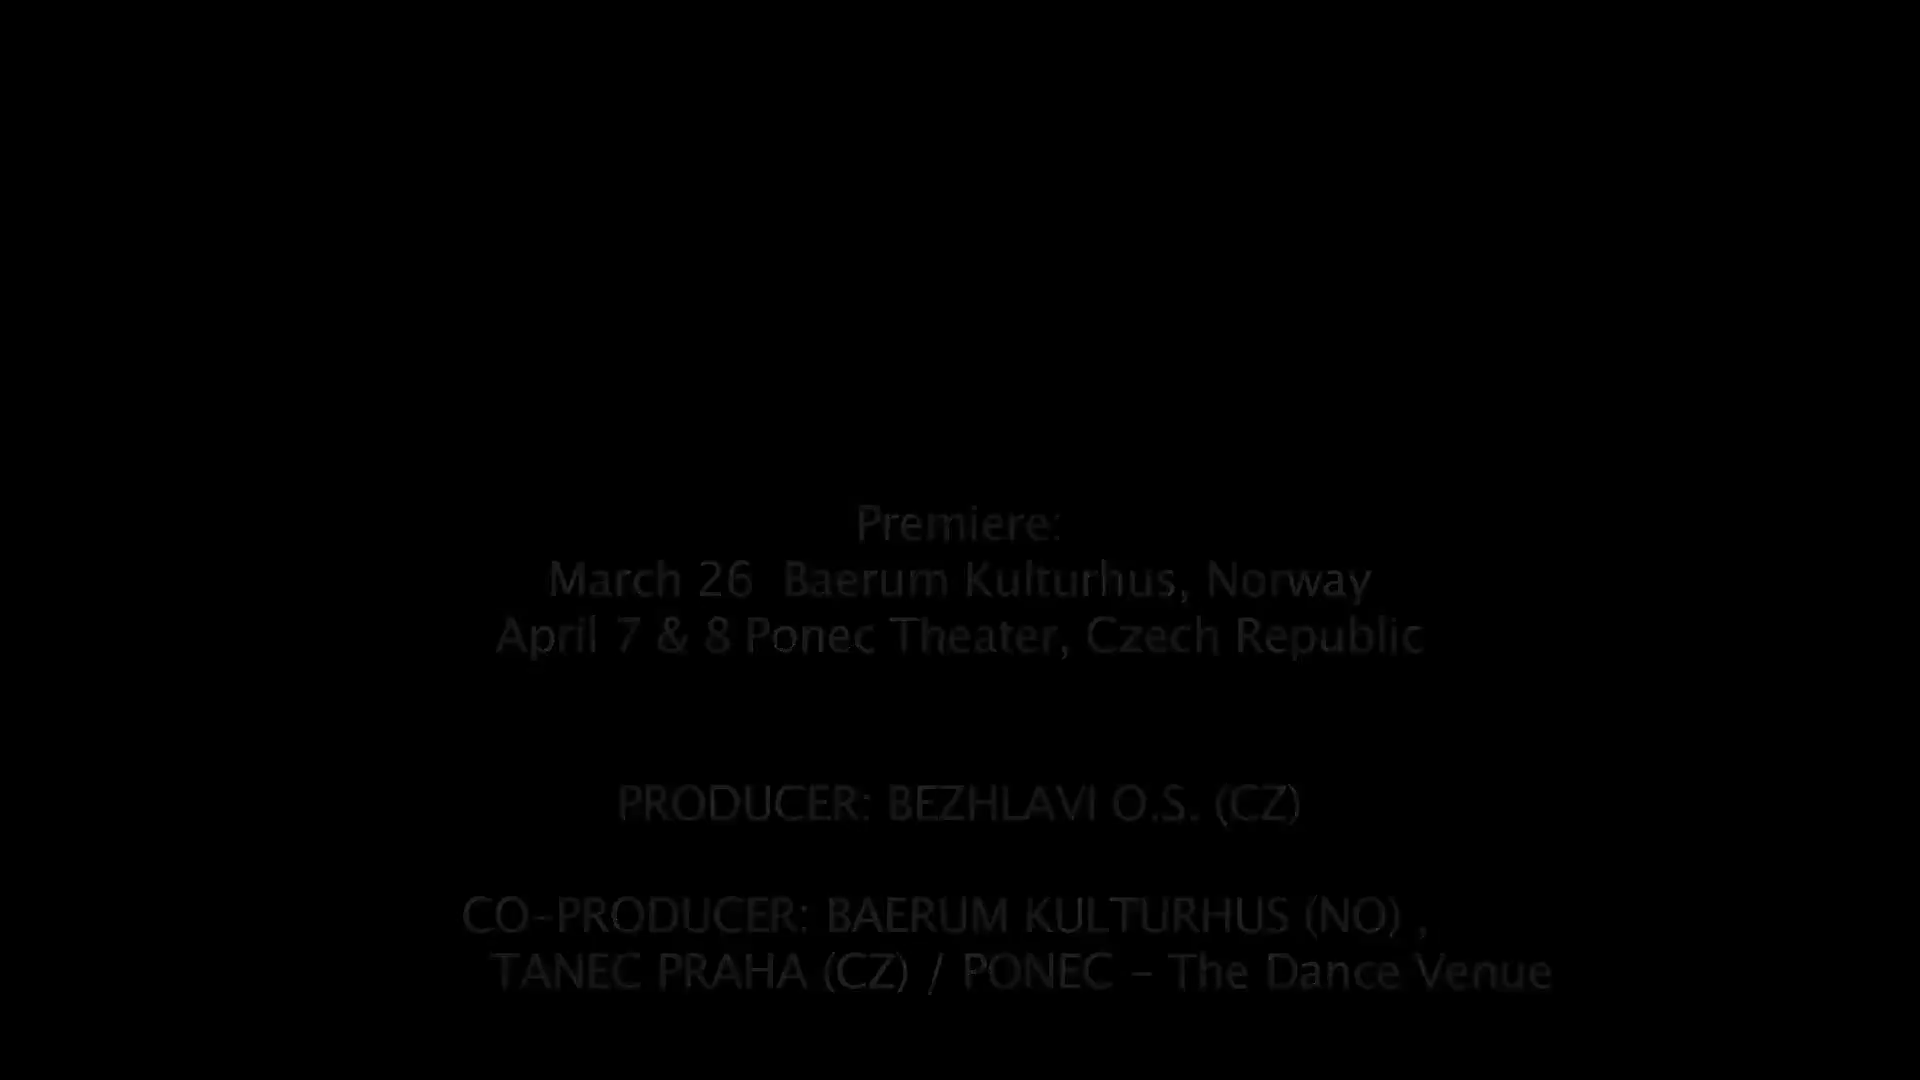 Premiere:
March 26 Baerum Kulturhus, Norway
April 7 & 8 Ponec Theater, Czech Republic
PRODUCER: BEZHLAVI O.S. (CZ)
CO-PRODUCER: BAERUM KULTURHUS (NO) ,
TANEC PRAHA (CZ) / PONEC - The Dance Venue